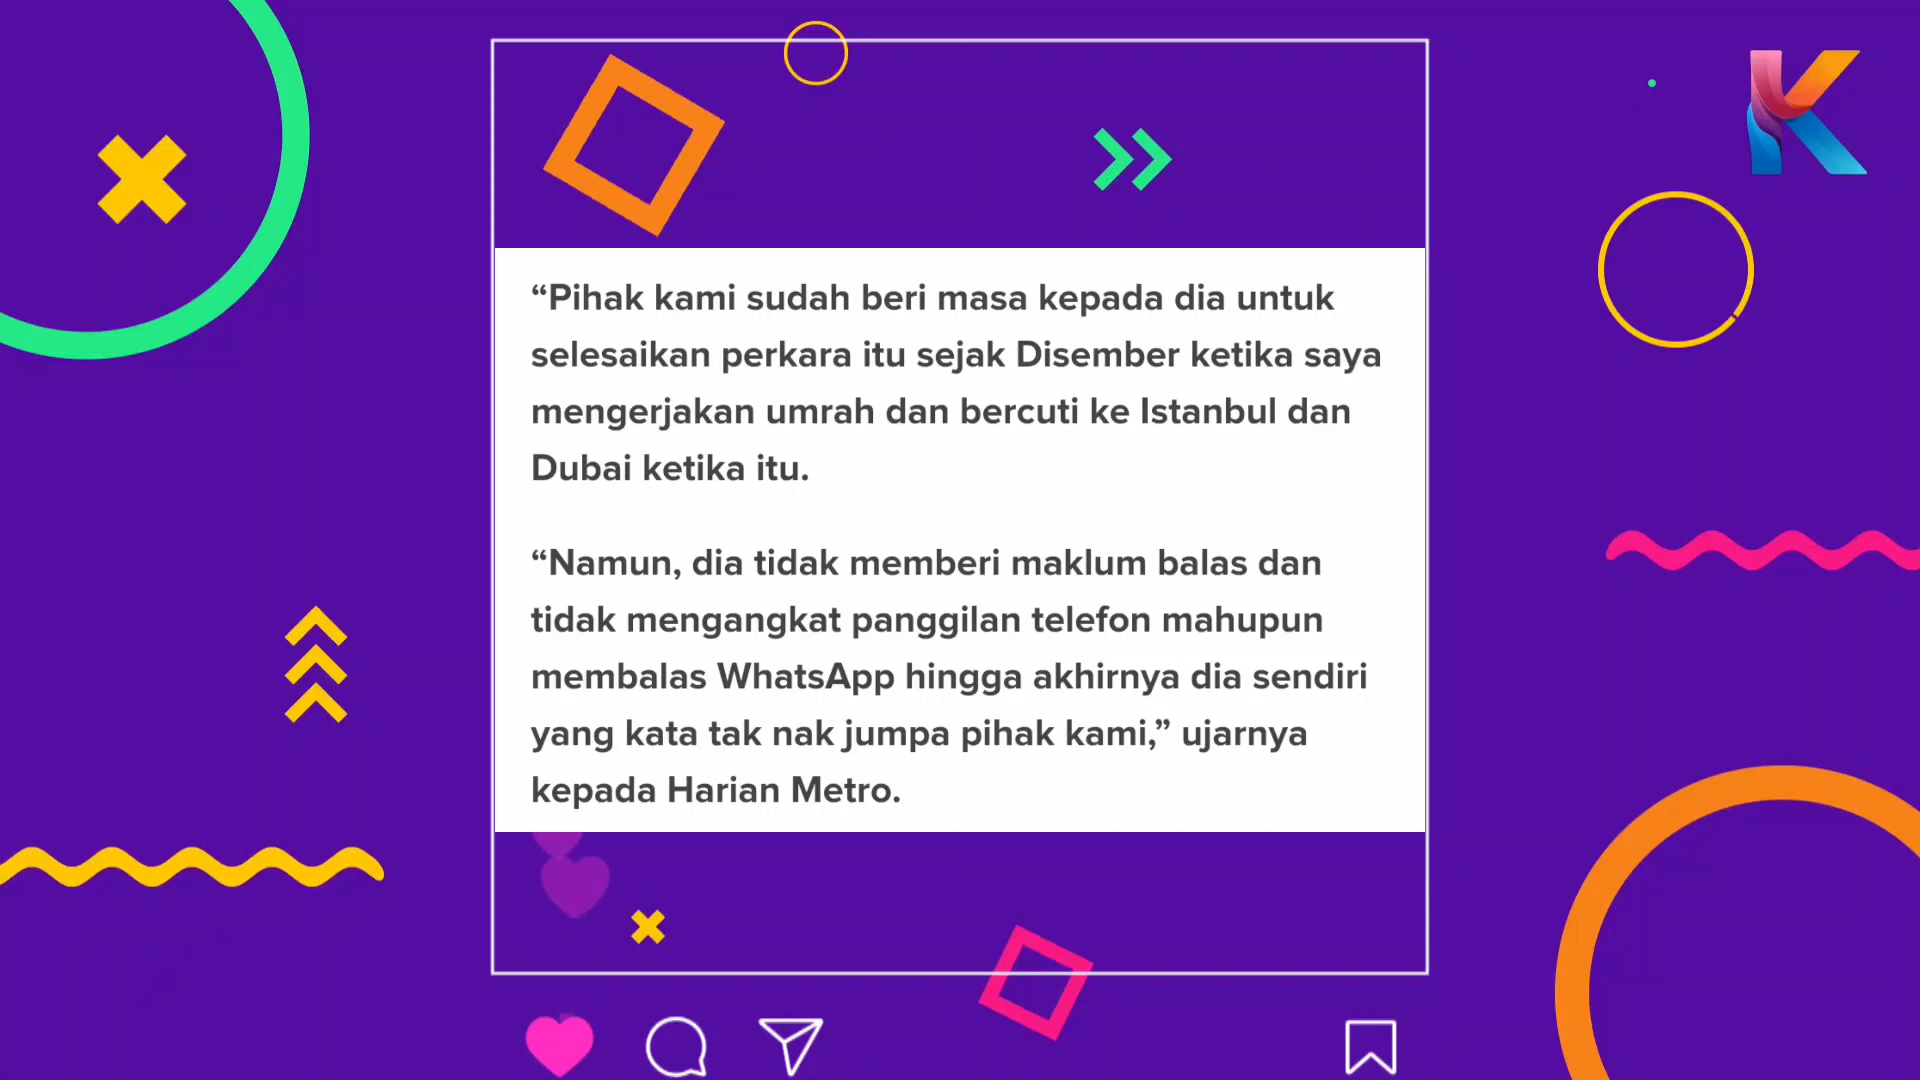 “Pihak kami sudah beri masa kepada dia untuk
selesaikan perkara itu sejak Disember ketika saya
mengerjakan umrah dan bercuti ke Istanbul dan
Dubai ketika itu.
“Namun, dia tidak memberi maklum balas dan
tidak mengangkat panggilan telefon mahupun
membalas WhatsApp hingga akhirnya dia sendiri
yang kata tak nak jumpa pihak kami,” ujarnya
kepada Harian Metro.
K